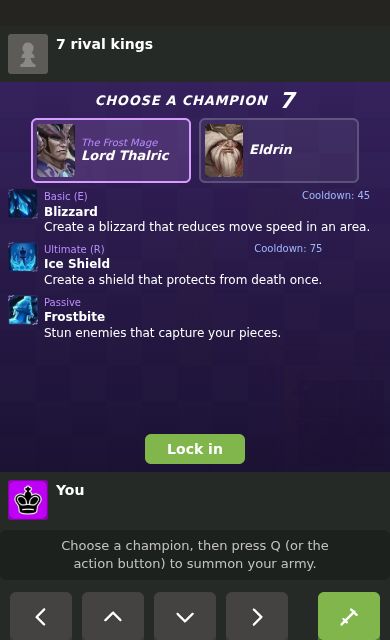 7 rival kings
CHOOSE A CHAMPION 7
The Frost Mage
Lord Thalric
Eldrin
Basic (E)
Cooldown: 45
Blizzard
Create a blizzard that reduces move speed in an area.
Ultimate (R)
Cooldown: 75
Ice Shield
Create a shield that protects from death once.
Passive
Frostbite
Stun enemies that capture your pieces.
Lock in
You
Choose a champion, then press Q (or the
action button) to summon your army.